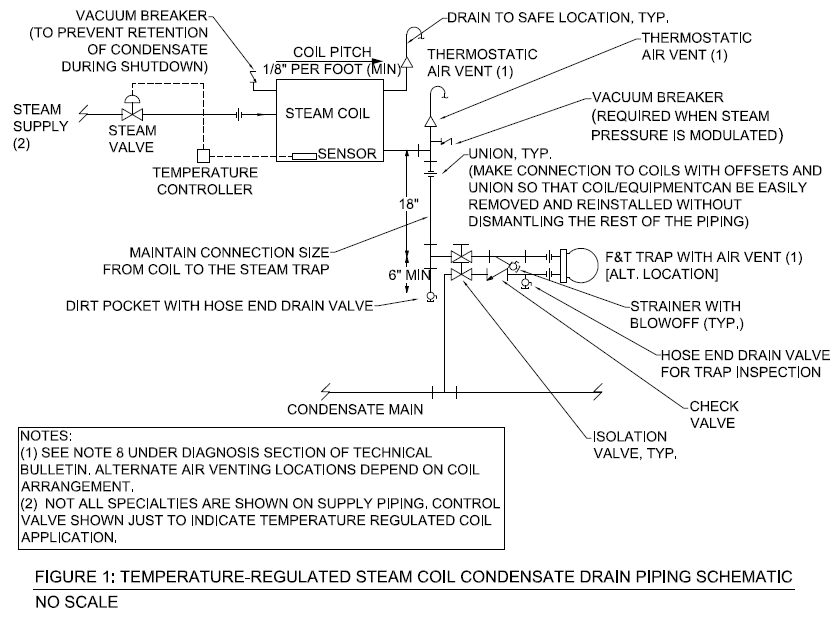 VACUUM BREAKER
(TO PREVENT RETENTION
OF CONDENSATE
DURING SHUTDOWN)
COIL PITCH
1/8" PER FOOT (MIN)
DRAIN TO SAFE LOCATION, TYP.
THERMOSTATIC
AIR VENT (1)
THERMOSTATIC
AIR VENT (1)
STEAM
SUPPLY
(2)
STEAM
VALVE
STEAM COIL
SENSOR
TEMPERATURE
CONTROLLER
VACUUM BREAKER
(REQUIRED WHEN STEAM
PRESSURE IS MODULATED)
UNION, TYP.
(MAKE CONNECTION TO COILS WITH OFFSETS AND
UNION SO THAT COIL/EQUIPMENTCAN BE EASILY
REMOVED AND REINSTALLED WITHOUT
DISMANTLING THE REST OF THE PIPING)
18"
MAINTAIN CONNECTION SIZE
FROM COIL TO THE STEAM TRAP
6" MIN
DIRT POCKET WITH HOSE END DRAIN VALVE
F&T TRAP WITH AIR VENT (1)
[ALT. LOCATION]
STRAINER WITH
BLOWOFF (TYP.)
HOSE END DRAIN VALVE
FOR TRAP INSPECTION
CHECK
VALVE
ISOLATION
VALVE, TYP.
CONDENSATE MAIN
NOTES:
(1) SEE NOTE 8 UNDER DIAGNOSIS SECTION OF TECHNICAL
BULLETIN. ALTERNATE AIR VENTING LOCATIONS DEPEND ON COIL
ARRANGEMENT.
(2) NOT ALL SPECIALTIES ARE SHOWN ON SUPPLY PIPING. CONTROL
VALVE SHOWN JUST TO INDICATE TEMPERATURE REGULATED COIL
APPLICATION.
FIGURE 1: TEMPERATURE-REGULATED STEAM COIL CONDENSATE DRAIN PIPING SCHEMATIC
NO SCALE